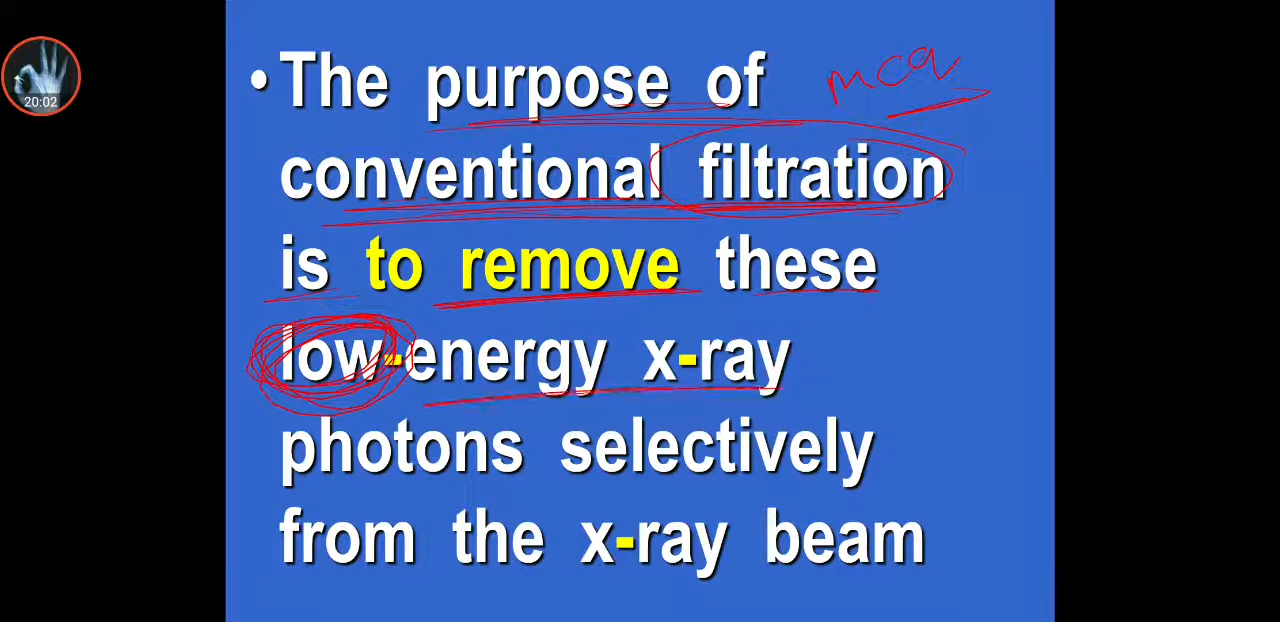 • The purpose of mcq
conventional filtration
is to remove these
low-energy x-ray
photons selectively
from the x-ray beam
20:02